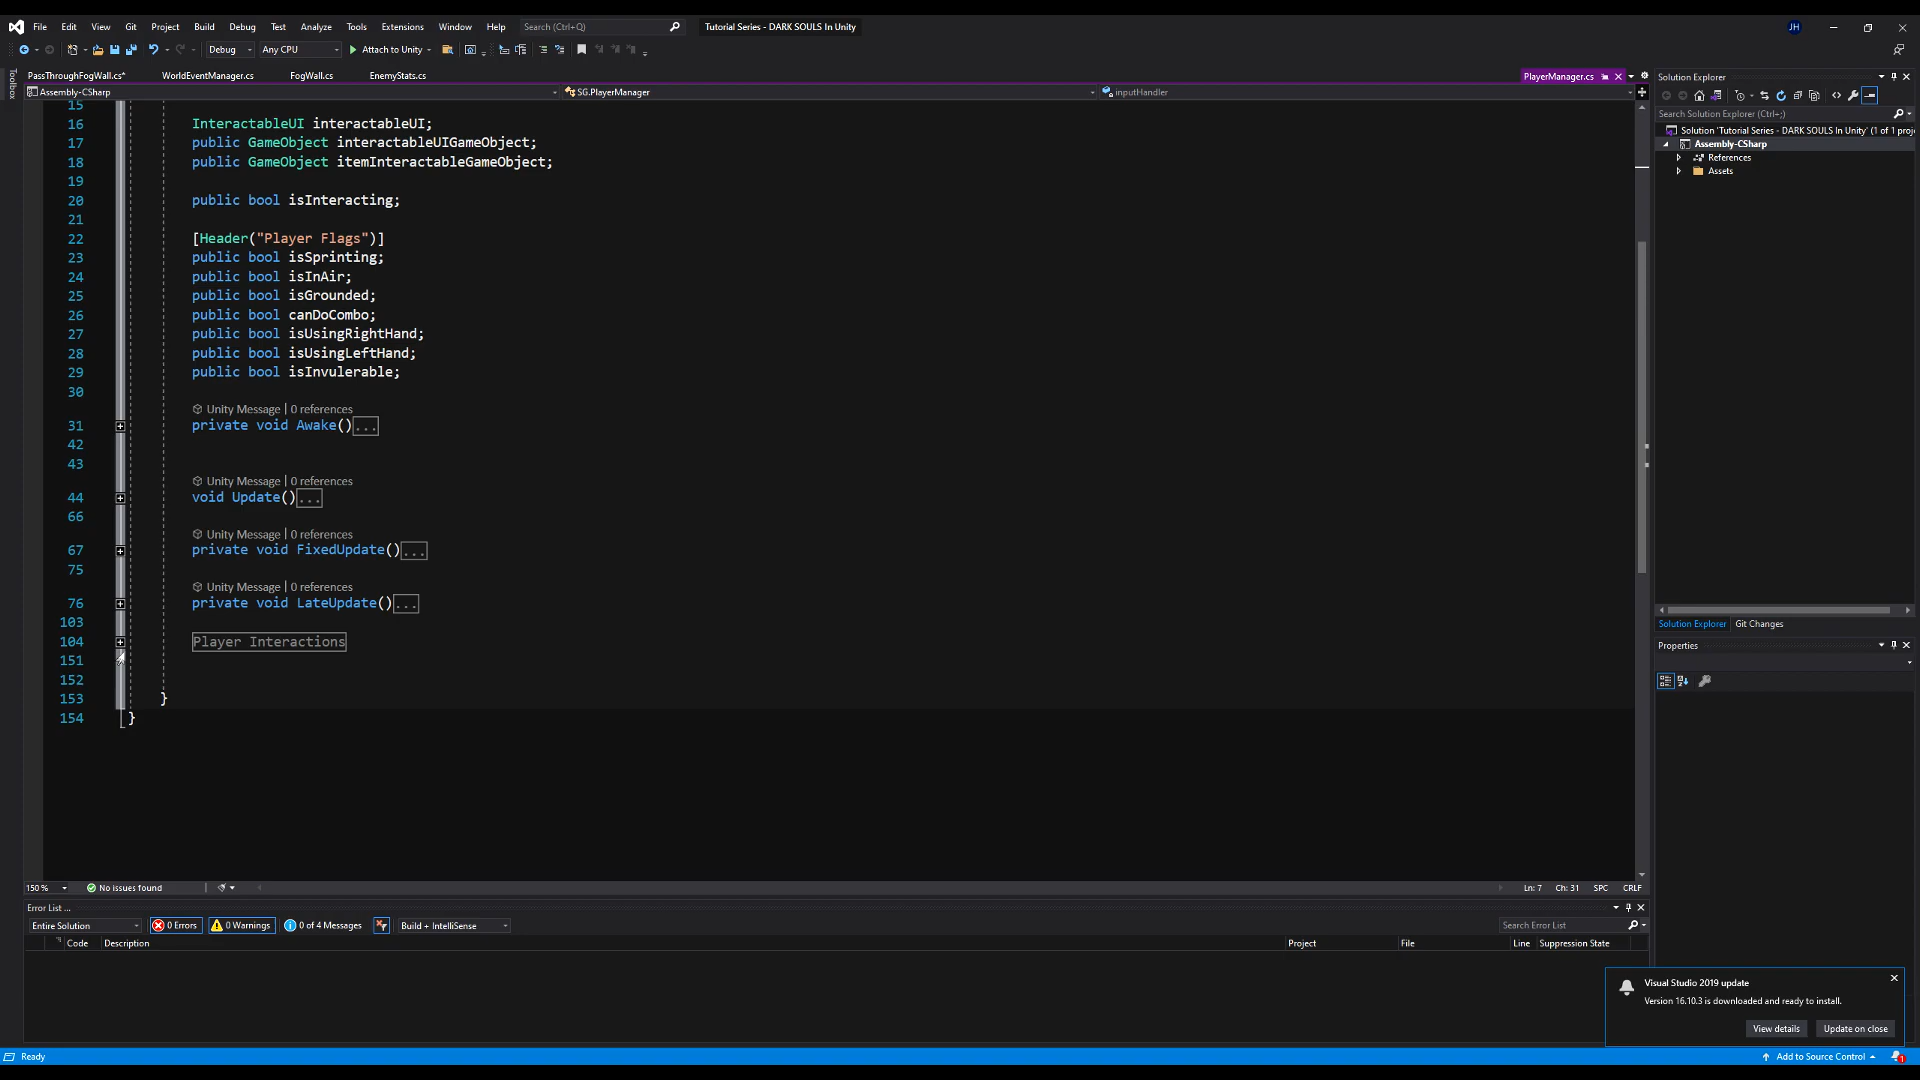 File Edit View Git Project Build Debug Test Analyze Tools Extensions Window Help Search (Ctrl+Q) Tutorial Series - DARK SOULS In Unity JH
Debug Any CPU Attach to Unity
Toolbox
PassThroughFogWall.cs* WorldEventManager.cs FogWall.cs EnemyStats.cs PlayerManager.cs
Assembly-CSharp SG.PlayerManager inputHandler
15
16 InteractableUI interactableUI;
17 public GameObject interactableUIGameObject;
18 public GameObject itemInteractableGameObject;
19
20 public bool isInteracting;
21
22 [Header("Player Flags")]
23 public bool isSprinting;
24 public bool isInAir;
25 public bool isGrounded;
26 public bool canDoCombo;
27 public bool isUsingRightHand;
28 public bool isUsingLeftHand;
29 public bool isInvulerable;
30
Unity Message | 0 references
31 private void Awake()...
42
43
Unity Message | 0 references
44 void Update()...
66
Unity Message | 0 references
67 private void FixedUpdate()...
75
Unity Message | 0 references
76 private void LateUpdate()...
103
104 Player Interactions
151
152
153 }
154 }
150 % No issues found Ln: 7 Ch: 31 SPC CRLF
Error List ...
Entire Solution 0 Errors 0 Warnings 0 of 4 Messages Build + IntelliSense Search Error List
Code Description Project File Line Suppression State
Solution Explorer
Search Solution Explorer (Ctrl+;)
Solution 'Tutorial Series - DARK SOULS In Unity' (1 of 1 proj
Assembly-CSharp
References
Assets
Solution Explorer Git Changes
Properties
Visual Studio 2019 update
Version 16.10.3 is downloaded and ready to install.
View details Update on close
Ready Add to Source Control 1